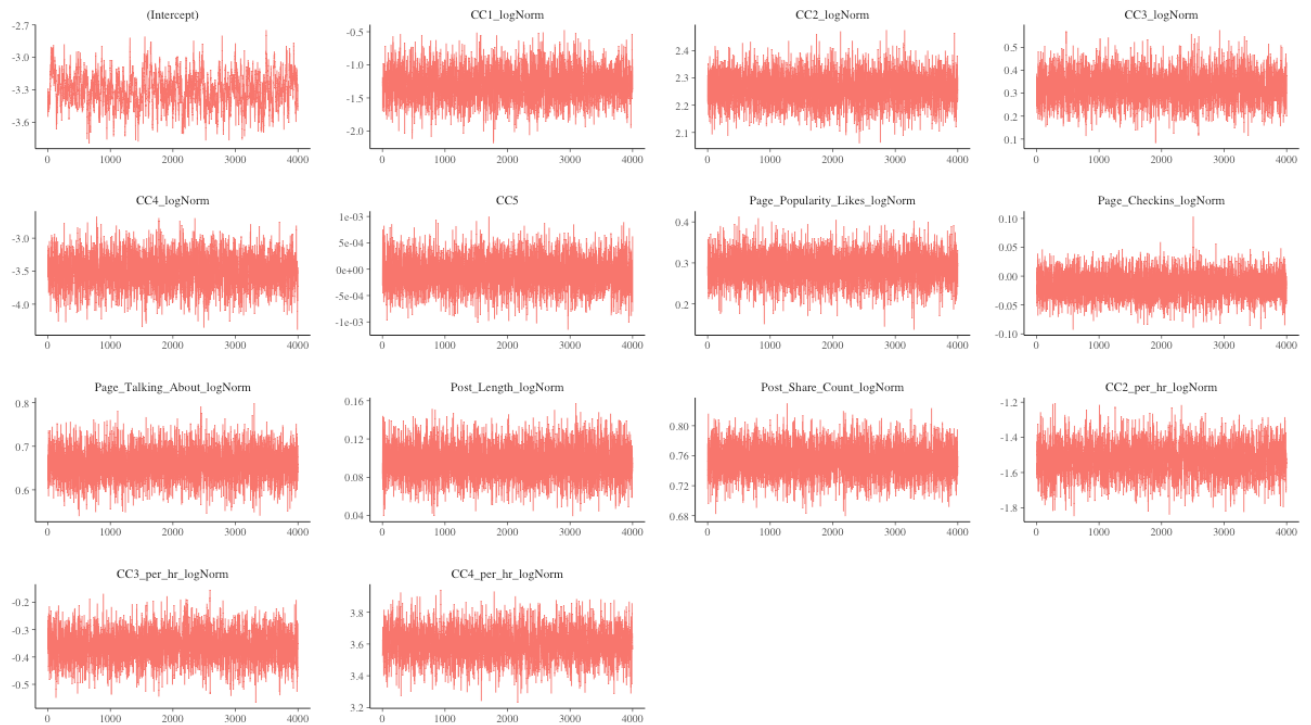 (Intercept)
-2.7
-3.0
-3.3
-3.6
0 1000 2000 3000 4000
CC1_logNorm
-0.5
-1.0
-1.5
-2.0
0 1000 2000 3000 4000
CC2_logNorm
2.4
2.3
2.2
2.1
0 1000 2000 3000 4000
CC3_logNorm
0.5
0.4
0.3
0.2
0.1
0 1000 2000 3000 4000
CC4_logNorm
-3.0
-3.5
-4.0
0 1000 2000 3000 4000
CC5
1e-03
5e-04
0e+00
-5e-04
-1e-03
0 1000 2000 3000 4000
Page_Popularity_Likes_logNorm
0.4
0.3
0.2
0 1000 2000 3000 4000
Page_Checkins_logNorm
0.10
0.05
0.00
-0.05
-0.10
0 1000 2000 3000 4000
Page_Talking_About_logNorm
0.8
0.7
0.6
0 1000 2000 3000 4000
Post_Length_logNorm
0.16
0.12
0.08
0.04
0 1000 2000 3000 4000
Post_Share_Count_logNorm
0.80
0.76
0.72
0.68
0 1000 2000 3000 4000
CC2_per_hr_logNorm
-1.2
-1.4
-1.6
-1.8
0 1000 2000 3000 4000
CC3_per_hr_logNorm
-0.2
-0.3
-0.4
-0.5
0 1000 2000 3000 4000
CC4_per_hr_logNorm
3.8
3.6
3.4
3.2
0 1000 2000 3000 4000